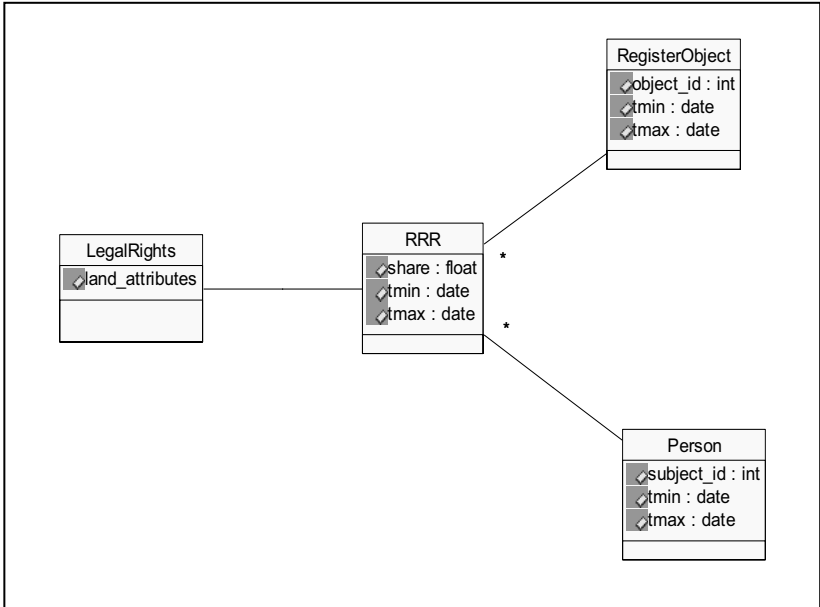 RegisterObject
object_id : int
tmin : date
tmax : date
LegalRights
land_attributes
RRR
share : float
tmin : date
tmax : date
*
*
Person
subject_id : int
tmin : date
tmax : date